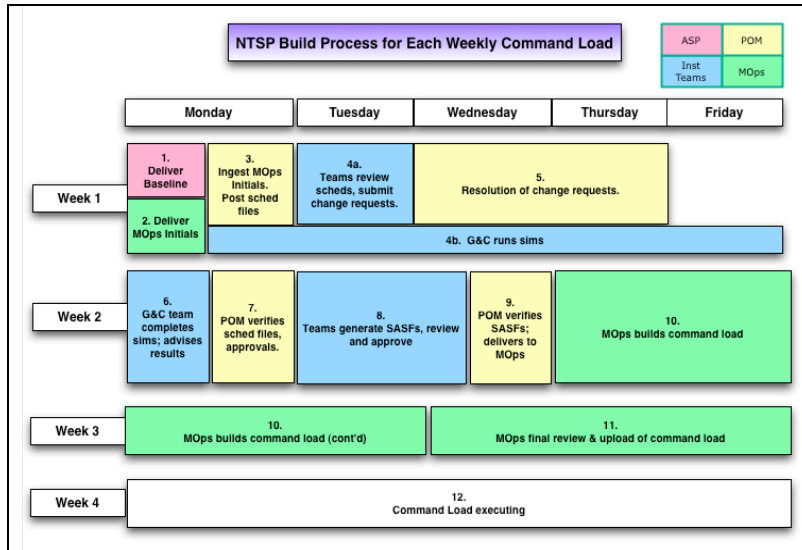 NTSP Build Process for Each Weekly Command Load
ASP
POM
Inst
Teams
MOps
Monday
Tuesday
Wednesday
Thursday
Friday
Week 1
1.
Deliver
Baseline
2. Deliver
MOps Initials
3.
Ingest MOps
Initials.
Post sched
files
4a.
Teams review
scheds, submit
change requests.
5.
Resolution of change requests.
4b. G&C runs sims
Week 2
6.
G&C team
completes
sims; advises
results
7.
POM verifies
sched files,
approvals.
8.
Teams generate SASFs, review
and approve
9.
POM verifies
SASFs;
delivers to
MOps
10.
MOps builds command load
Week 3
10.
MOps builds command load (cont'd)
11.
MOps final review & upload of command load
Week 4
12.
Command Load executing